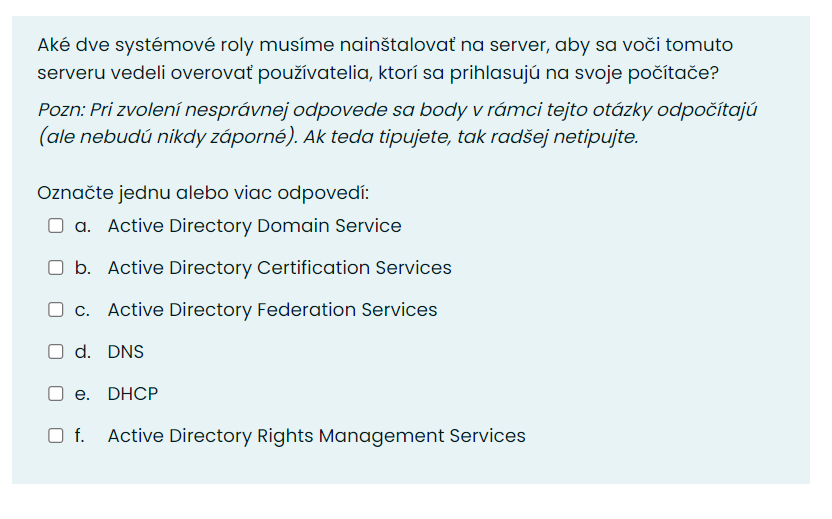 Aké dve systémové roly musíme nainštalovať na server, aby sa voči tomuto
serveru vedeli overovať používatelia, ktorí sa prihlasujú na svoje počítače?
Pozn: Pri zvolení nesprávnej odpovede sa body v rámci tejto otázky odpočítajú
(ale nebudú nikdy záporné). Ak teda tipujete, tak radšej netipujte.
Označte jednu alebo viac odpovedí:
a. Active Directory Domain Service
b. Active Directory Certification Services
c. Active Directory Federation Services
d. DNS
e. DHCP
f. Active Directory Rights Management Services